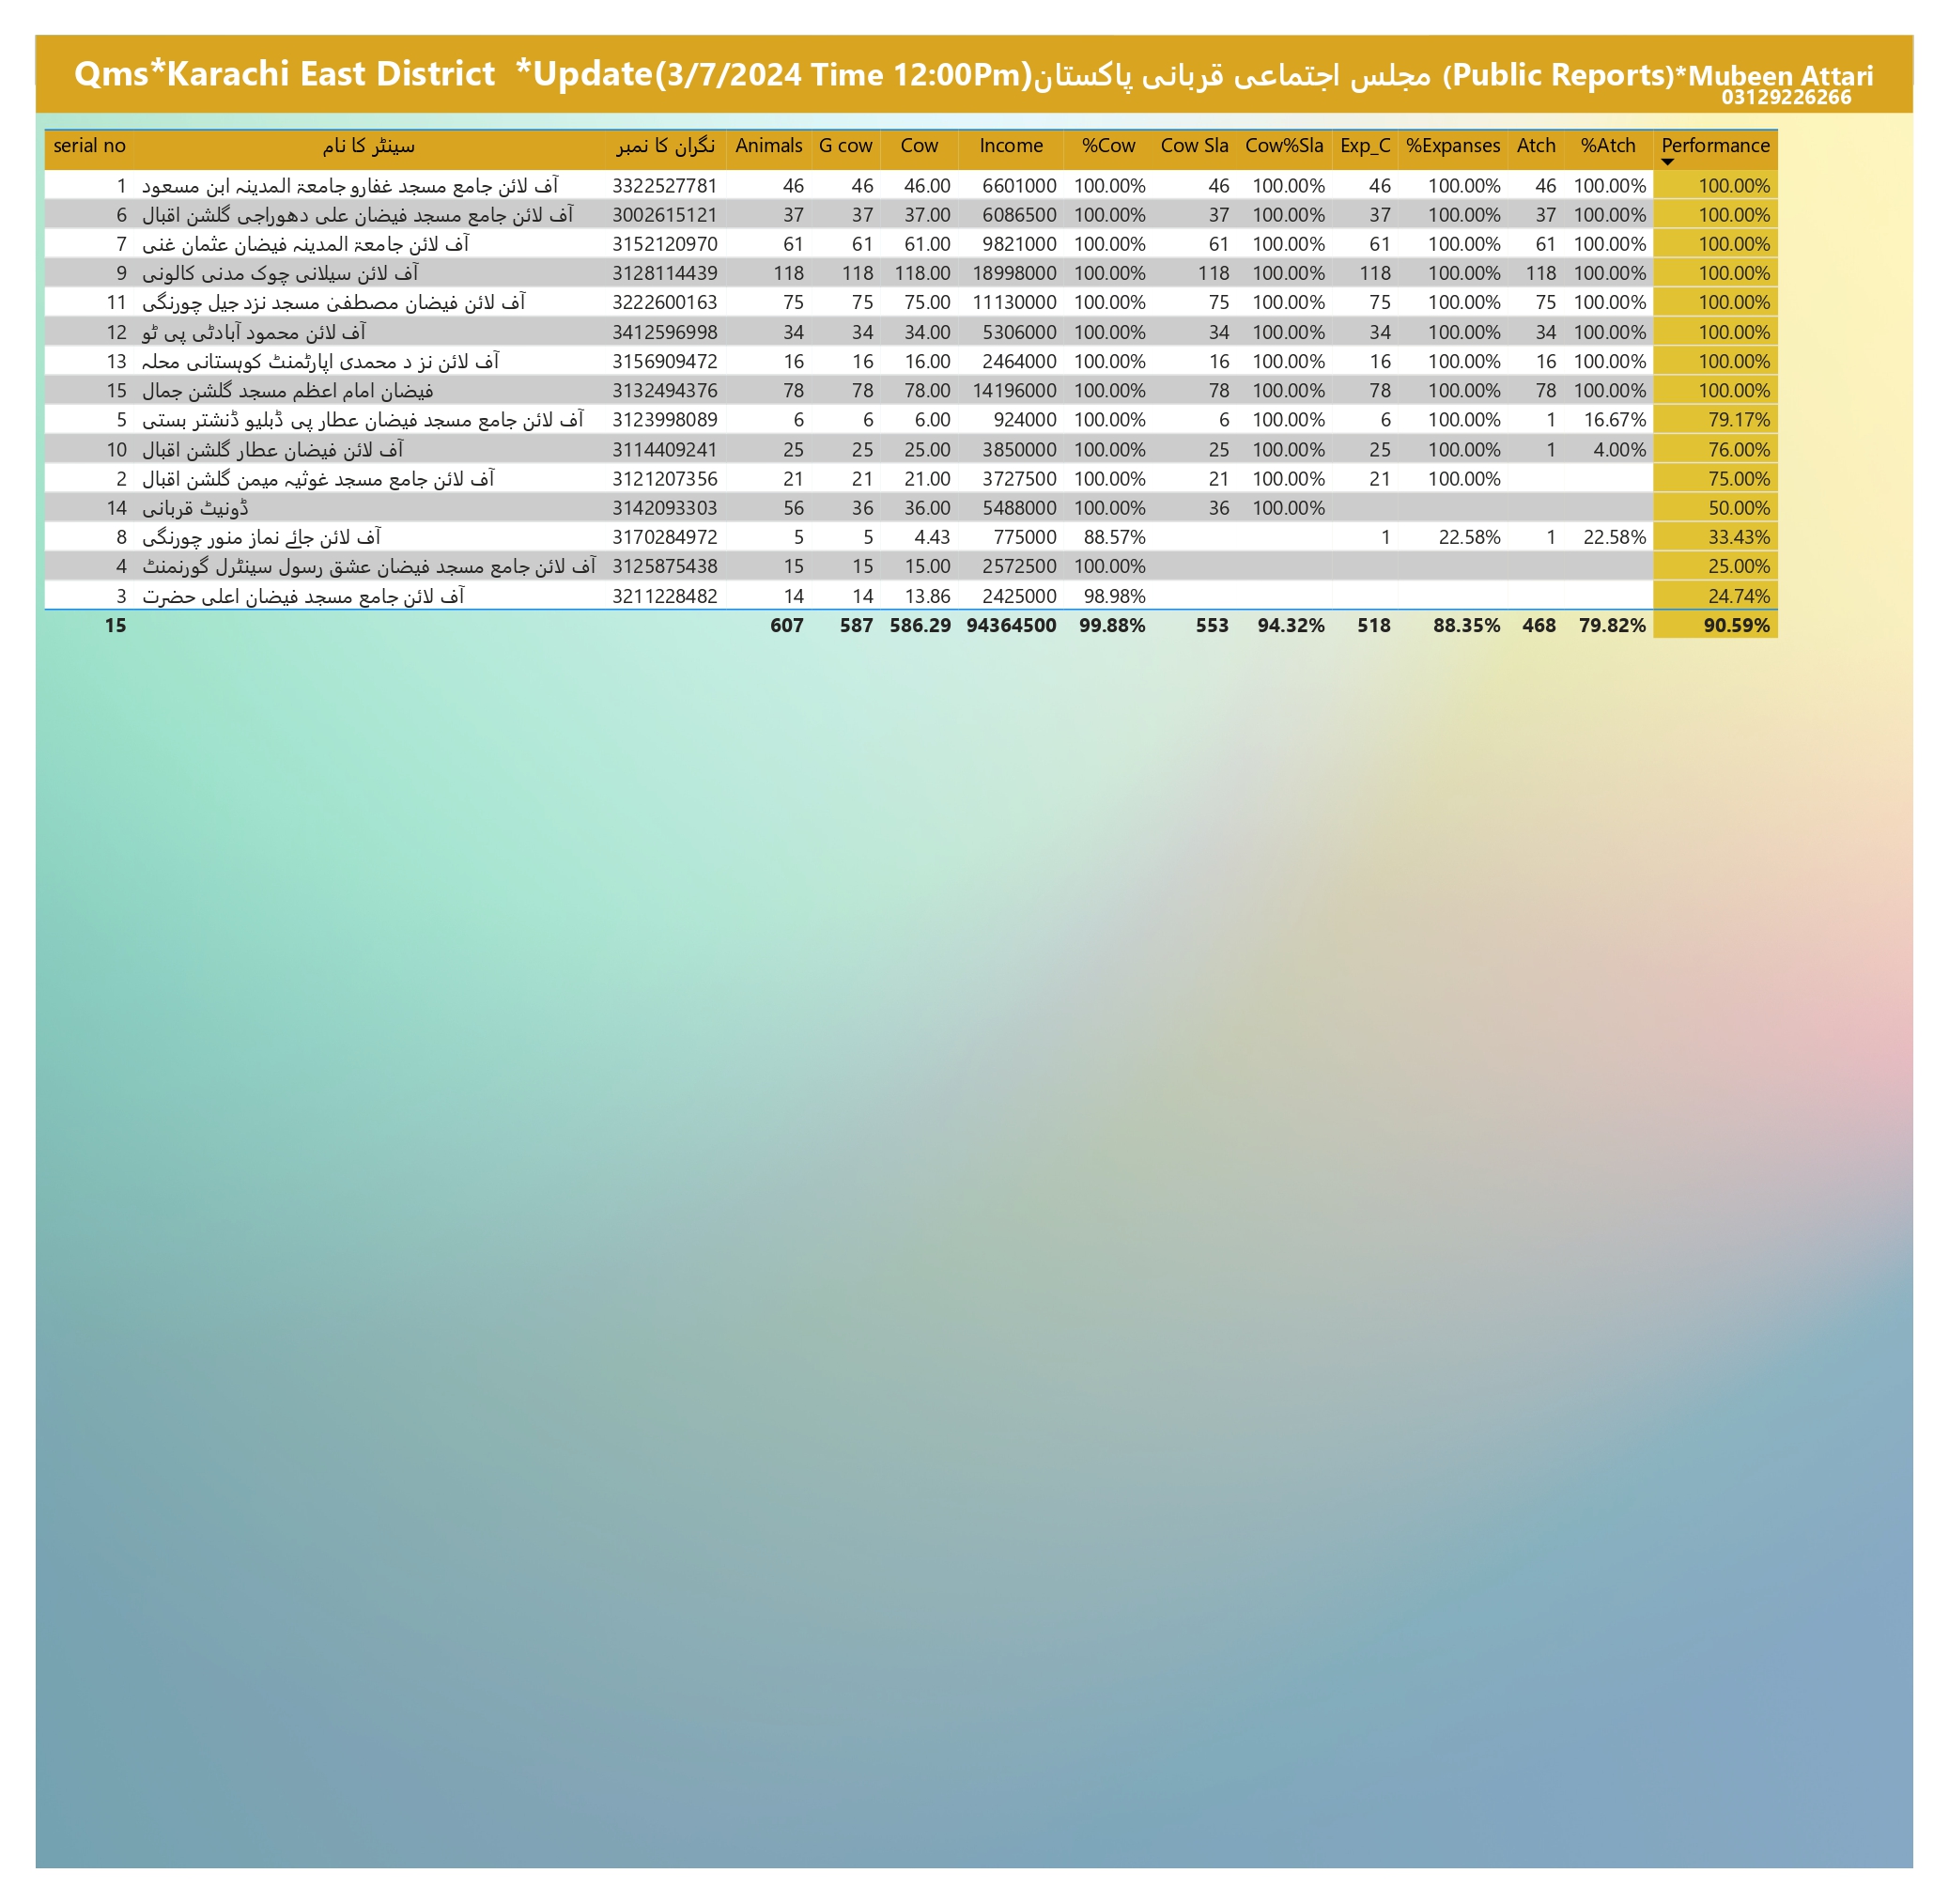 Qms*Karachi East District *Update(3/7/2024 Time 12:00Pm)مجلس اجتماعی قربانی پاکستان (Public Reports)*Mubeen Attari
03129226266
serial no سینٹر کا نام نگران کا نمبر Animals G cow Cow Income %Cow Cow Sla Cow%Sla Exp_C %Expanses Atch %Atch Performance
1 آف لائن جامع مسجد غفارو جامعۃ المدینہ ابن مسعود 3322527781 46 46 46.00 6601000 100.00% 46 100.00% 46 100.00% 46 100.00% 100.00%
6 آف لائن جامع مسجد فیضان علی دھوراجی گلشن اقبال 3002615121 37 37 37.00 6086500 100.00% 37 100.00% 37 100.00% 37 100.00% 100.00%
7 آف لائن جامعۃ المدینہ فیضان عثمان غنی 3152120970 61 61 61.00 9821000 100.00% 61 100.00% 61 100.00% 61 100.00% 100.00%
9 آف لائن سیلانی چوک مدنی کالونی 3128114439 118 118 118.00 18998000 100.00% 118 100.00% 118 100.00% 118 100.00% 100.00%
11 آف لائن فیضان مصطفیٰ مسجد نزد جیل چورنگی 3222600163 75 75 75.00 11130000 100.00% 75 100.00% 75 100.00% 75 100.00% 100.00%
12 آف لائن محمود آبادٹی پی ٹو 3412596998 34 34 34.00 5306000 100.00% 34 100.00% 34 100.00% 34 100.00% 100.00%
13 آف لائن نز د محمدی اپارٹمنٹ کوہستانی محلہ 3156909472 16 16 16.00 2464000 100.00% 16 100.00% 16 100.00% 16 100.00% 100.00%
15 فیضان امام اعظم مسجد گلشن جمال 3132494376 78 78 78.00 14196000 100.00% 78 100.00% 78 100.00% 78 100.00% 100.00%
5 آف لائن جامع مسجد فیضان عطار پی ڈبلیو ڈنشتر بستی 3123998089 6 6 6.00 924000 100.00% 6 100.00% 6 100.00% 1 16.67% 79.17%
10 آف لائن فیضان عطار گلشن اقبال 3114409241 25 25 25.00 3850000 100.00% 25 100.00% 25 100.00% 1 4.00% 76.00%
2 آف لائن جامع مسجد غوثیہ میمن گلشن اقبال 3121207356 21 21 21.00 3727500 100.00% 21 100.00% 21 100.00% 75.00%
14 ڈونیٹ قربانی 3142093303 56 36 36.00 5488000 100.00% 36 100.00% 50.00%
8 آف لائن جائے نماز منور چورنگی 3170284972 5 5 4.43 775000 88.57% 1 22.58% 1 22.58% 33.43%
4 آف لائن جامع مسجد فیضان عشق رسول سینٹرل گورنمنٹ 3125875438 15 15 15.00 2572500 100.00% 25.00%
3 آف لائن جامع مسجد فیضان اعلی حضرت 3211228482 14 14 13.86 2425000 98.98% 24.74%
15 607 587 586.29 94364500 99.88% 553 94.32% 518 88.35% 468 79.82% 90.59%